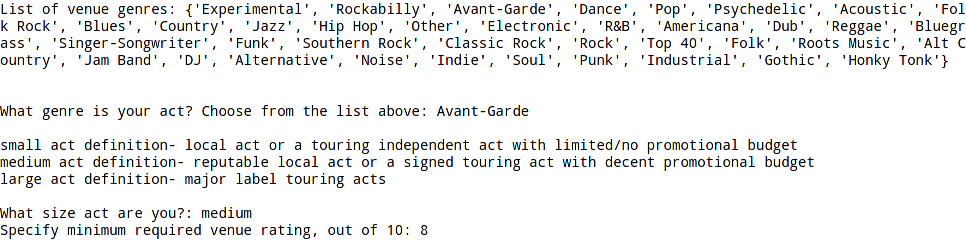 List of venue genres: {'Experimental', 'Rockabilly', 'Avant-Garde', 'Dance', 'Pop', 'Psychedelic', 'Acoustic', 'Fol
k Rock', 'Blues', 'Country', 'Jazz', 'Hip Hop', 'Other', 'Electronic', 'R&B', 'Americana', 'Dub', 'Reggae', 'Bluegr
ass', 'Singer-Songwriter', 'Funk', 'Southern Rock', 'Classic Rock', 'Rock', 'Top 40', 'Folk', 'Roots Music', 'Alt C
ountry', 'Jam Band', 'DJ', 'Alternative', 'Noise', 'Indie', 'Soul', 'Punk', 'Industrial', 'Gothic', 'Honky Tonk'}
What genre is your act? Choose from the list above: Avant-Garde
small act definition- local act or a touring independent act with limited/no promotional budget
medium act definition- reputable local act or a signed touring act with decent promotional budget
large act definition- major label touring acts
What size act are you?: medium
Specify minimum required venue rating, out of 10: 8